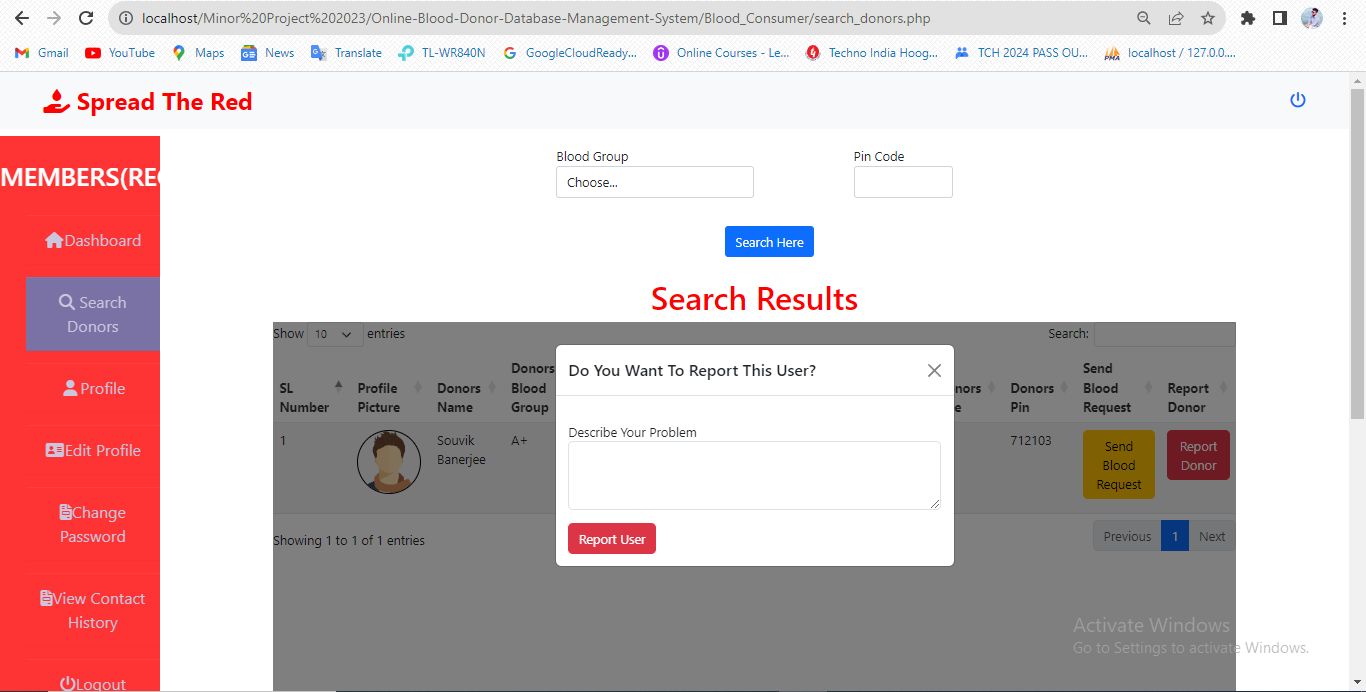 localhost/Minor%20Project%202023/Online-Blood-Donor-Database-Management-System/Blood_Consumer/search_donors.php
Gmail YouTube Maps News Translate TL-WR840N GoogleCloudReady... Online Courses - Le... Techno India Hoog... TCH 2024 PASS OU... PMA localhost / 127.0.0....
Spread The Red
MEMBERS(REC
Dashboard
Search
Donors
Profile
Edit Profile
Change
Password
View Contact
History
Logout
Blood Group Pin Code
Choose...
Search Here
Search Results
Show 10 entries Search:
SL
Number
Profile
Picture
Donors
Name
Donors
Blood
Group
nors
e
Donors
Pin
Send
Blood
Request
Report
Donor
1
Souvik
Banerjee
A+
712103
Send
Blood
Request
Report
Donor
Showing 1 to 1 of 1 entries
Previous 1 Next
Do You Want To Report This User?
Describe Your Problem
Report User
Activate Windows
Go to Settings to activate Windows.